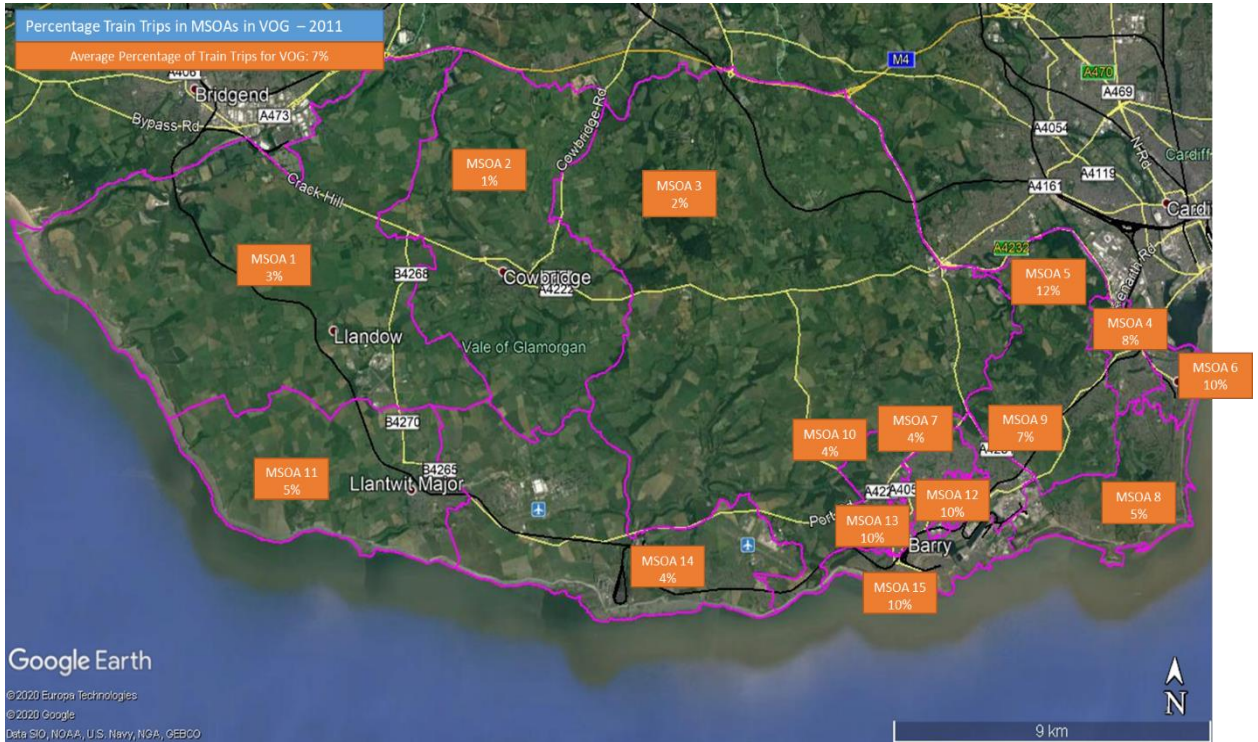 Percentage Train Trips in MSOAs in VOG – 2011
Average Percentage of Train Trips for VOG: 7%
M4
A470
A469
Bridgend
A473
Bypass Rd
A4054
N-Rd
Cardiff
Cowbridge-Rd
MSOA 2
1%
MSOA 3
2%
A4161
A4119
Crack-Hill
MSOA 1
3%
B4268
Cowbridge
A4232
MSOA 5
12%
MSOA 4
8%
Llandow
Vale of Glamorgan
MSOA 6
10%
B4270
MSOA 10
4%
MSOA 7
4%
MSOA 9
7%
MSOA 11
5%
B4265
Llantwit Major
MSOA 12
10%
MSOA 8
5%
MSOA 13
10%
Barry
MSOA 14
4%
MSOA 15
10%
Google Earth
©2020 Europa Technologies
©2020 Google
Data SIO, NOAA, U.S. Navy, NGA, GEBCO
N
9 km